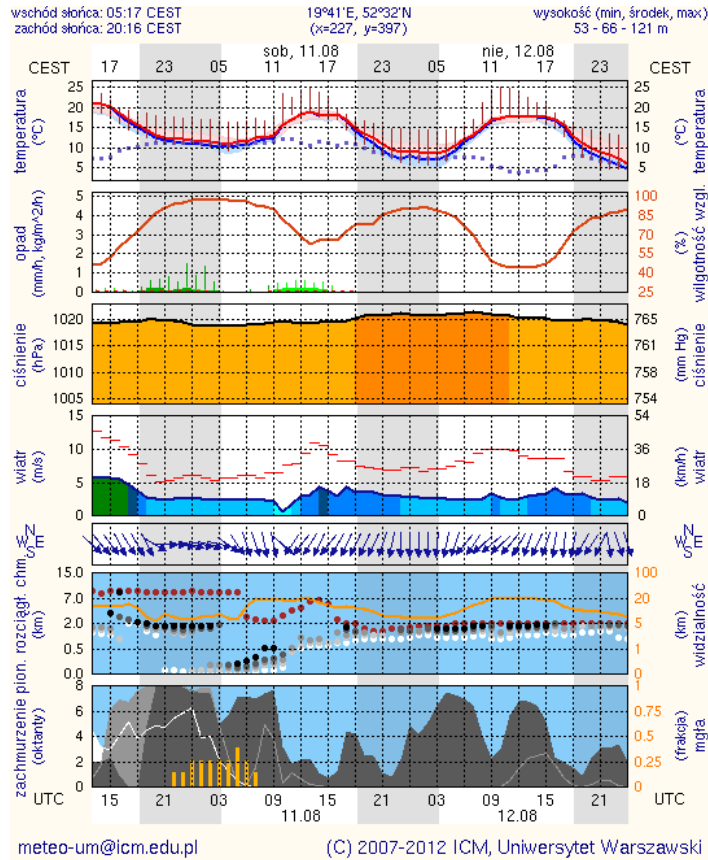 wschód słońca: 05:17 CEST 19°41'E, 52°32'N wysokość (min, środek, max)
zachód słońca: 20:16 CEST (x=227, y=397) 53 - 66 - 121 m
sob, 11.08 nie, 12.08
CEST 17 23 05 11 17 23 05 11 17 23 CEST
temperatura (°C) 25 20 15 10 5 25 20 15 10 5 temperatura (°C)
opad (mm/h, kg/m^2/h) 5 4 3 2 1 0 100 85 70 55 40 25 (%) wilgotność wzgl.
ciśnienie (hPa) 1020 1015 1010 1005 765 761 758 754 (mm Hg) ciśnienie
wiatr (m/s) 15 10 5 0 54 36 18 0 (km/h) wiatr
N W E S N W E S
pion. rozciągł. chm. (km) 15.0 7.0 2.0 0.5 0.0 100 20 5 1 0 (km) widzialność
zachmurzenie (oktanty) 8 6 4 2 0 1 0.75 0.5 0.25 0 (frakcja) mgła
UTC 15 21 03 09 15 21 03 09 15 21 UTC
11.08 12.08
meteo-um@icm.edu.pl (C) 2007-2012 ICM, Uniwersytet Warszawski